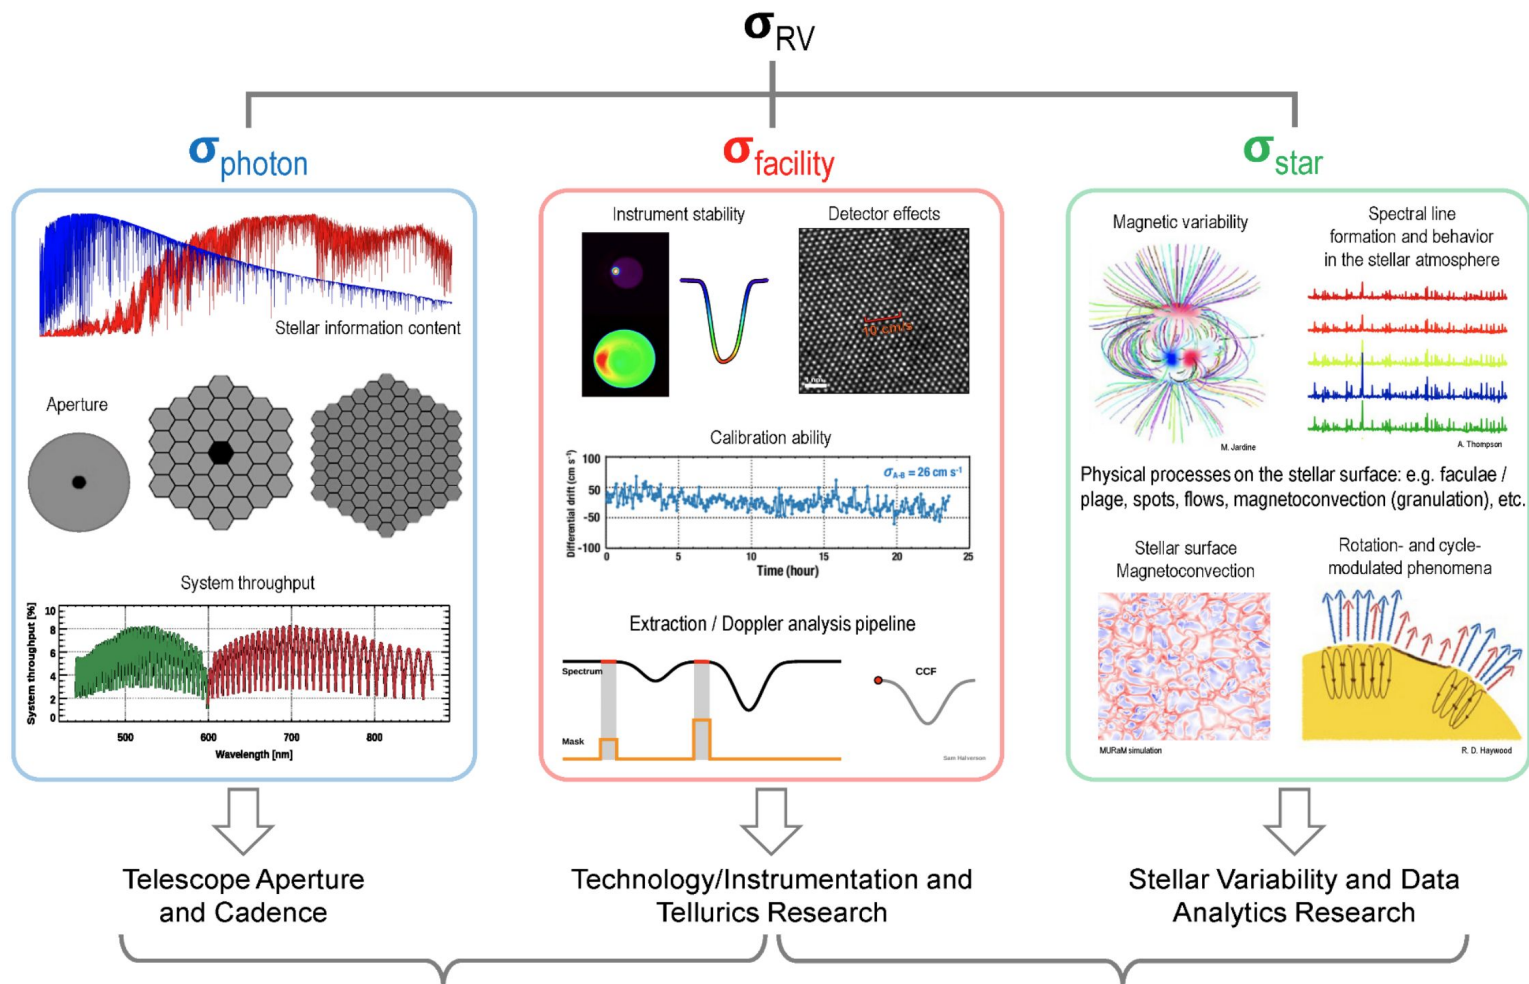 σRV
σphoton
σfacility
σstar
Stellar information content
Aperture
System throughput
System throughput [%]
10
8
6
4
2
0
500
600
700
800
Wavelength [nm]
Instrument stability
Detector effects
10 cm/s
Calibration ability
Differential drift (cm s⁻¹)
100
50
-50
-100
σA-B = 26 cm s⁻¹
0
5
10
15
20
25
Time (hour)
Extraction / Doppler analysis pipeline
Spectrum
Mask
CCF
Sam Halverson
Magnetic variability
M. Jardine
Spectral line
formation and behavior
in the stellar atmosphere
A. Thompson
Physical processes on the stellar surface: e.g. faculae /
plage, spots, flows, magnetoconvection (granulation), etc.
Stellar surface
Magnetoconvection
MURaM simulation
Rotation- and cycle-
modulated phenomena
R. D. Haywood
Telescope Aperture
and Cadence
Technology/Instrumentation and
Tellurics Research
Stellar Variability and Data
Analytics Research